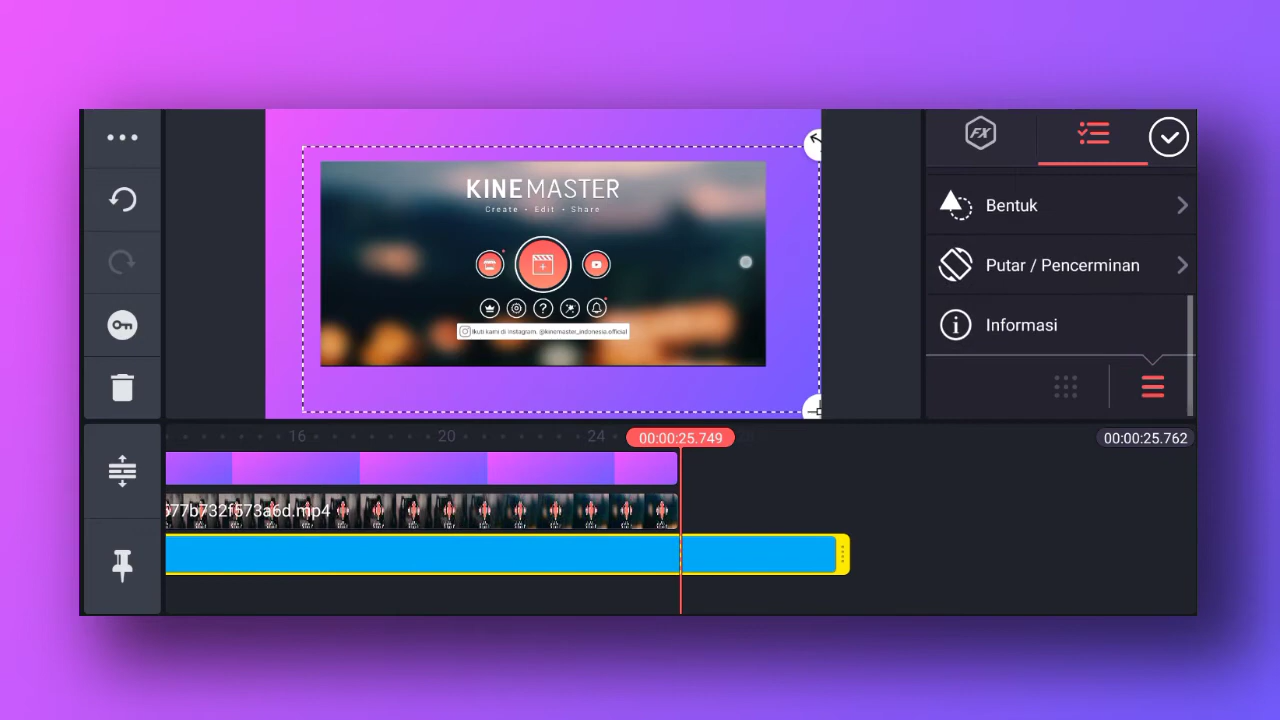 FX
KINEMASTER
Create • Edit • Share
Ikuti kami di instagram. @kinemaster_indonesia.official
Bentuk
Putar / Pencerminan
Informasi
16
20
24
00:00:25.749
00:00:25.762
577b732f573a6d.mp4